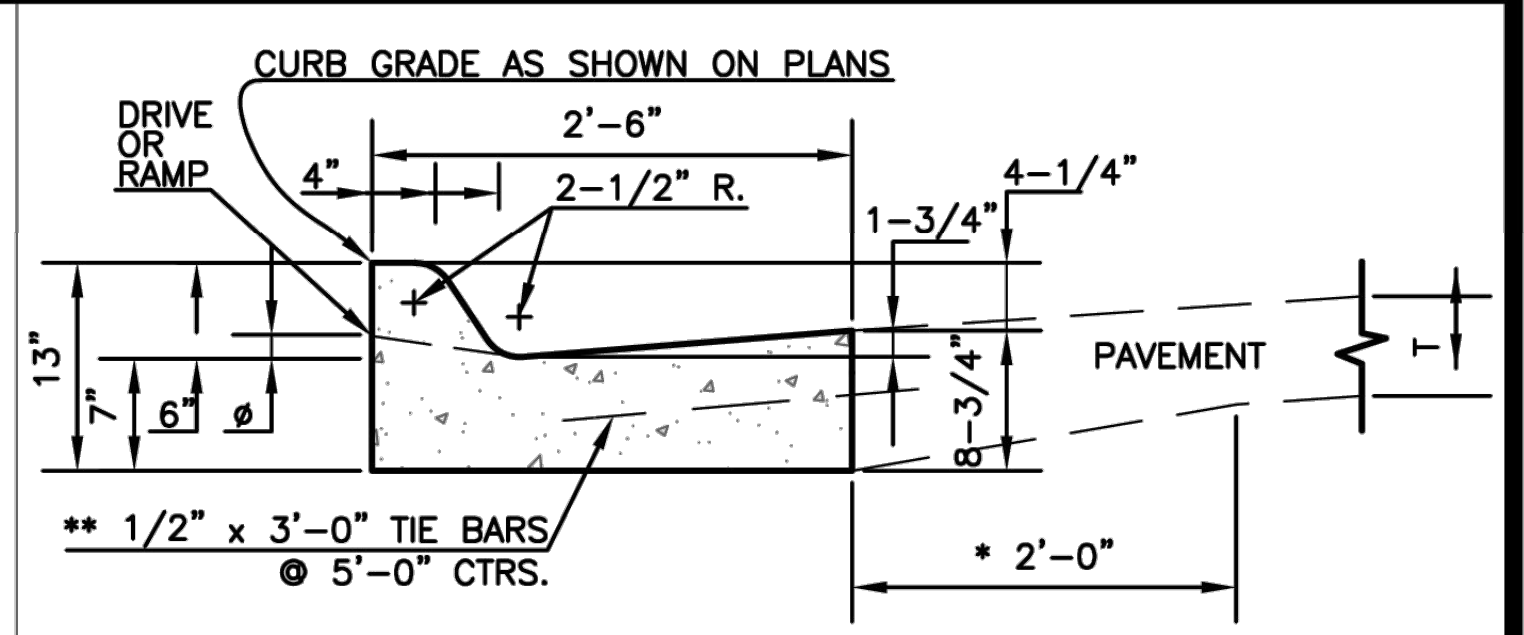 CURB GRADE AS SHOWN ON PLANS
DRIVE
OR
RAMP
2'-6"
4"
2-1/2" R.
4-1/4"
1-3/4"
13"
7"
6"
ø
8-3/4"
PAVEMENT
T
** 1/2" x 3'-0" TIE BARS
@ 5'-0" CTRS.
* 2'-0"